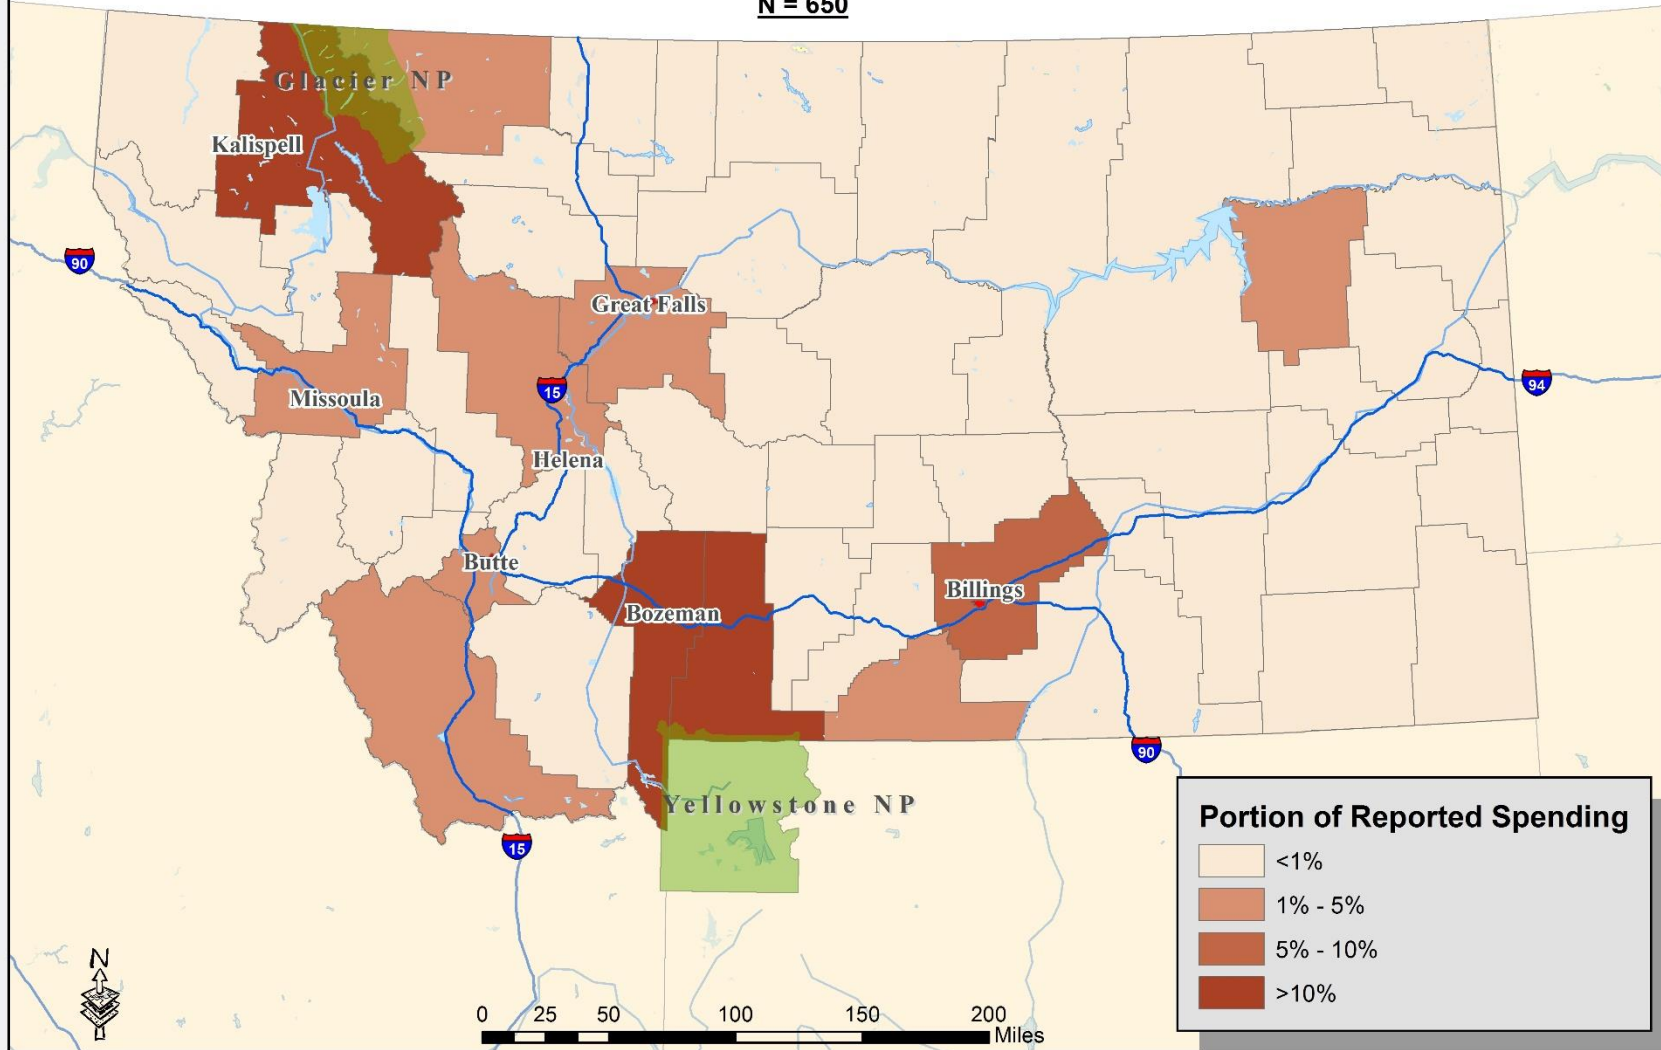 N = 650
Glacier NP
Kalispell
90
Great Falls
15
94
Missoula
Helena
Butte
Billings
Bozeman
90
Yellowstone NP
15
Portion of Reported Spending
<1%
1% - 5%
5% - 10%
>10%
N
0 25 50 100 150 200
Miles